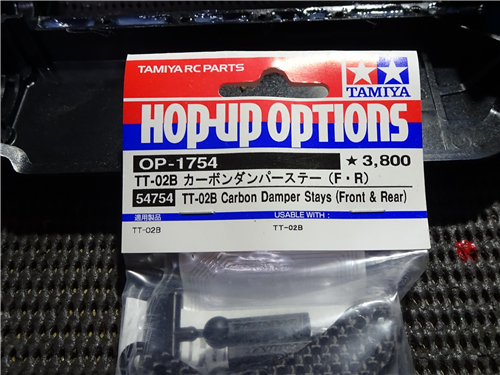 TAMIYA RC PARTS
TAMIYA
HOP-UP OPTIONS
OP-1754 ★3,800
TT-02B カーボンダンパーステー（F・R）
54754 TT-02B Carbon Damper Stays (Front & Rear)
適用製品 USABLE WITH :
TT-02B TT-02B